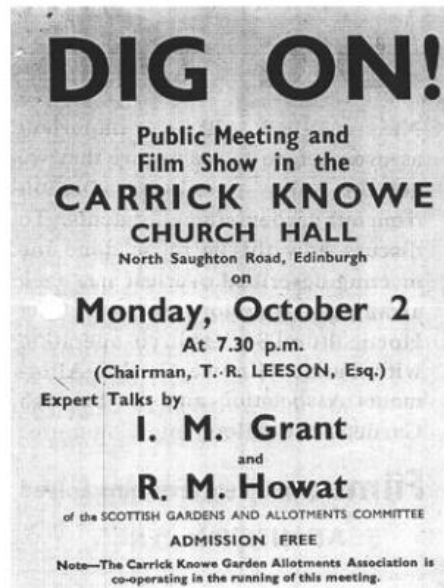 DIG ON!
Public Meeting and
Film Show in the
CARRICK KNOWE
CHURCH HALL
North Saughton Road, Edinburgh
on
Monday, October 2
At 7.30 p.m.
(Chairman, T. R. LEESON, Esq.)
Expert Talks by
I. M. Grant
and
R. M. Howat
of the SCOTTISH GARDENS AND ALLOTMENTS COMMITTEE
ADMISSION FREE
Note—The Carrick Knowe Garden Allotments Association is
co-operating in the running of this meeting.